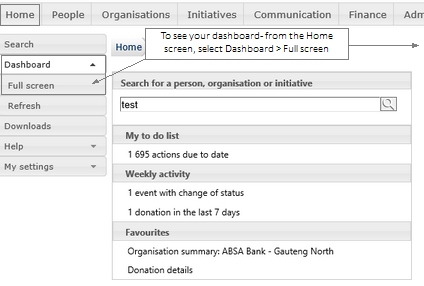 Home People Organisations Initiatives Communication Finance Adm
Search
Dashboard
Full screen
Refresh
Downloads
Help
My settings
Home
To see your dashboard- from the Home
screen, select Dashboard > Full screen
Search for a person, organisation or initiative
test
My to do list
1 695 actions due to date
Weekly activity
1 event with change of status
1 donation in the last 7 days
Favourites
Organisation summary: ABSA Bank - Gauteng North
Donation details